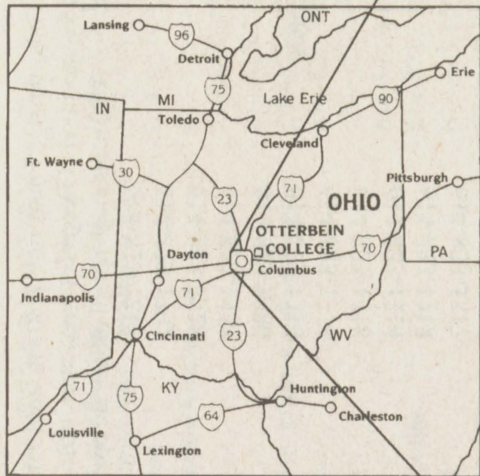 ONT
Lansing
96
Detroit
75
Lake Erie
Erie
90
IN
MI
Toledo
Cleveland
Ft. Wayne
30
71
Pittsburgh
23
OHIO
OTTERBEIN
COLLEGE
70
PA
Dayton
Columbus
70
Indianapolis
71
Cincinnati
23
WV
71
KY
75
Huntington
64
Charleston
Louisville
Lexington